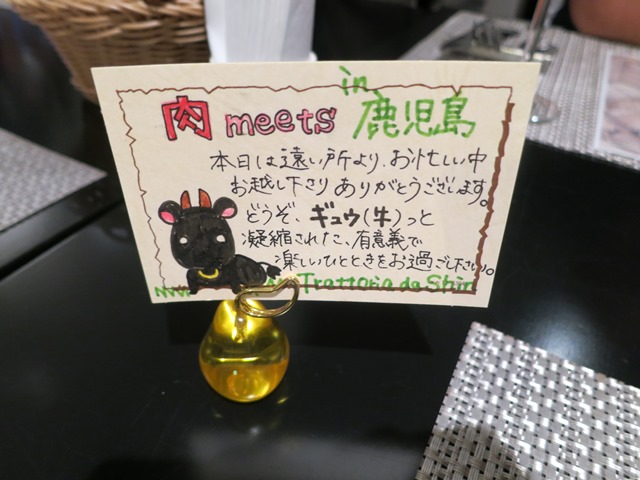 肉 meets in 鹿児島
本日は遠い所より、お忙しい中
お越し下さり ありがとうございます。
どうぞ、ギュウ(牛)っと
凝縮された、有意義で
楽しいひとときをお過ご下さい。
Trattoria da Shin